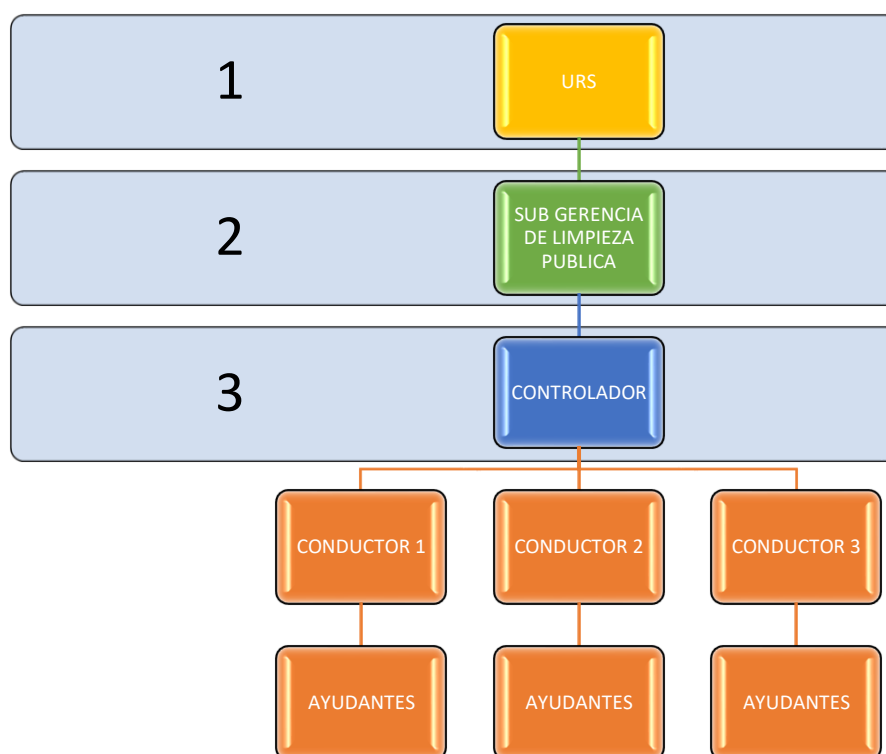 1
URS
2
SUB GERENCIA
DE LIMPIEZA
PUBLICA
3
CONTROLADOR
CONDUCTOR 1
CONDUCTOR 2
CONDUCTOR 3
AYUDANTES
AYUDANTES
AYUDANTES